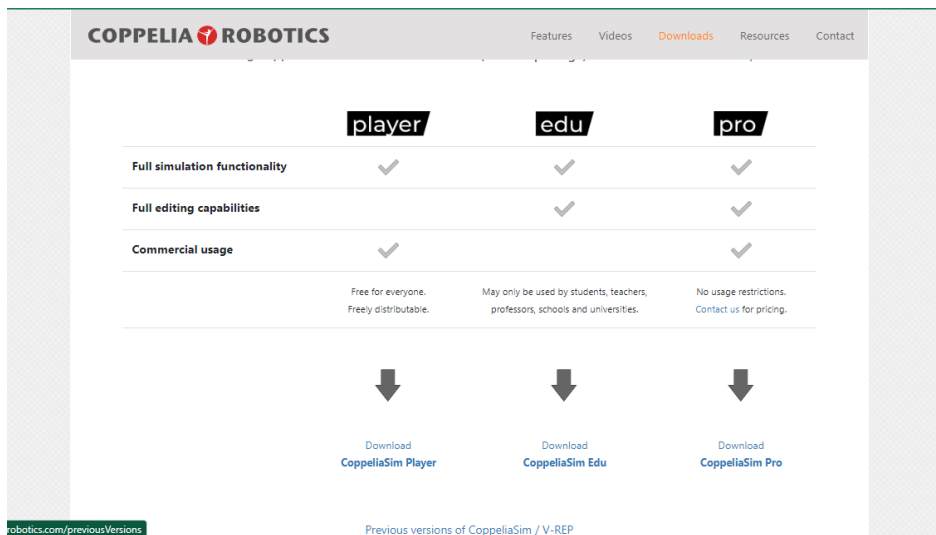 COPPELIA ROBOTICS
Features Videos Downloads Resources Contact
player edu pro
Full simulation functionality
Full editing capabilities
Commercial usage
Free for everyone. May only be used by students, teachers, No usage restrictions.
Freely distributable. professors, schools and universities. Contact us for pricing.
Download Download Download
CoppeliaSim Player CoppeliaSim Edu CoppeliaSim Pro
robotics.com/previousVersions Previous versions of CoppeliaSim / V-REP